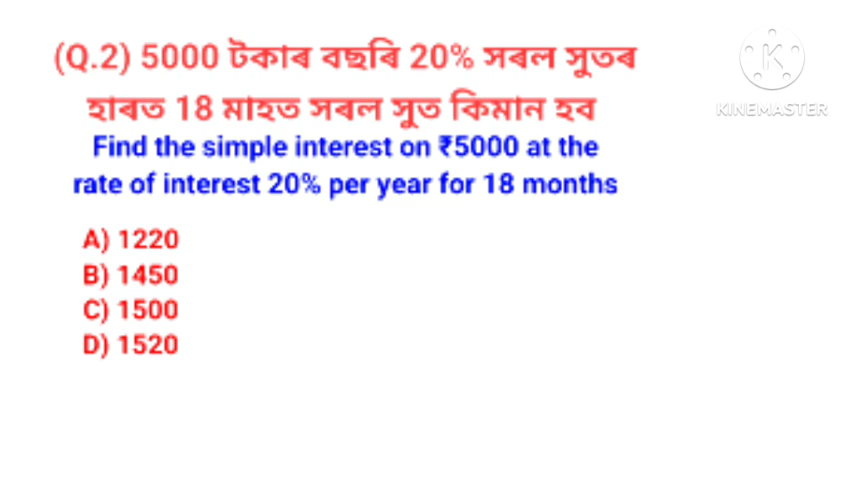 (Q.2) 5000 টকাৰ বছৰি 20% সৰল সুতৰ
হাৰত 18 মাহত সৰল সুত কিমান হব
Find the simple interest on ₹5000 at the
rate of interest 20% per year for 18 months
A) 1220
B) 1450
C) 1500
D) 1520
K
KINEMASTER